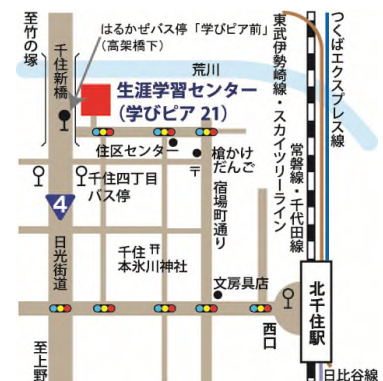 至竹の塚
はるかぜバス停「学びピア前」
（高架橋下）
千住新橋
荒川
生涯学習センター
（学びピア 21）
東武伊勢崎線・スカイツリーライン
つくばエクスプレス線
常磐線・千代田線
住区センター
槍かけ
だんご
〒
千住四丁目
バス停
4
宿場町通り
日光街道
千住
本氷川神社
文房具店
北千住駅
西口
至上野
日比谷線